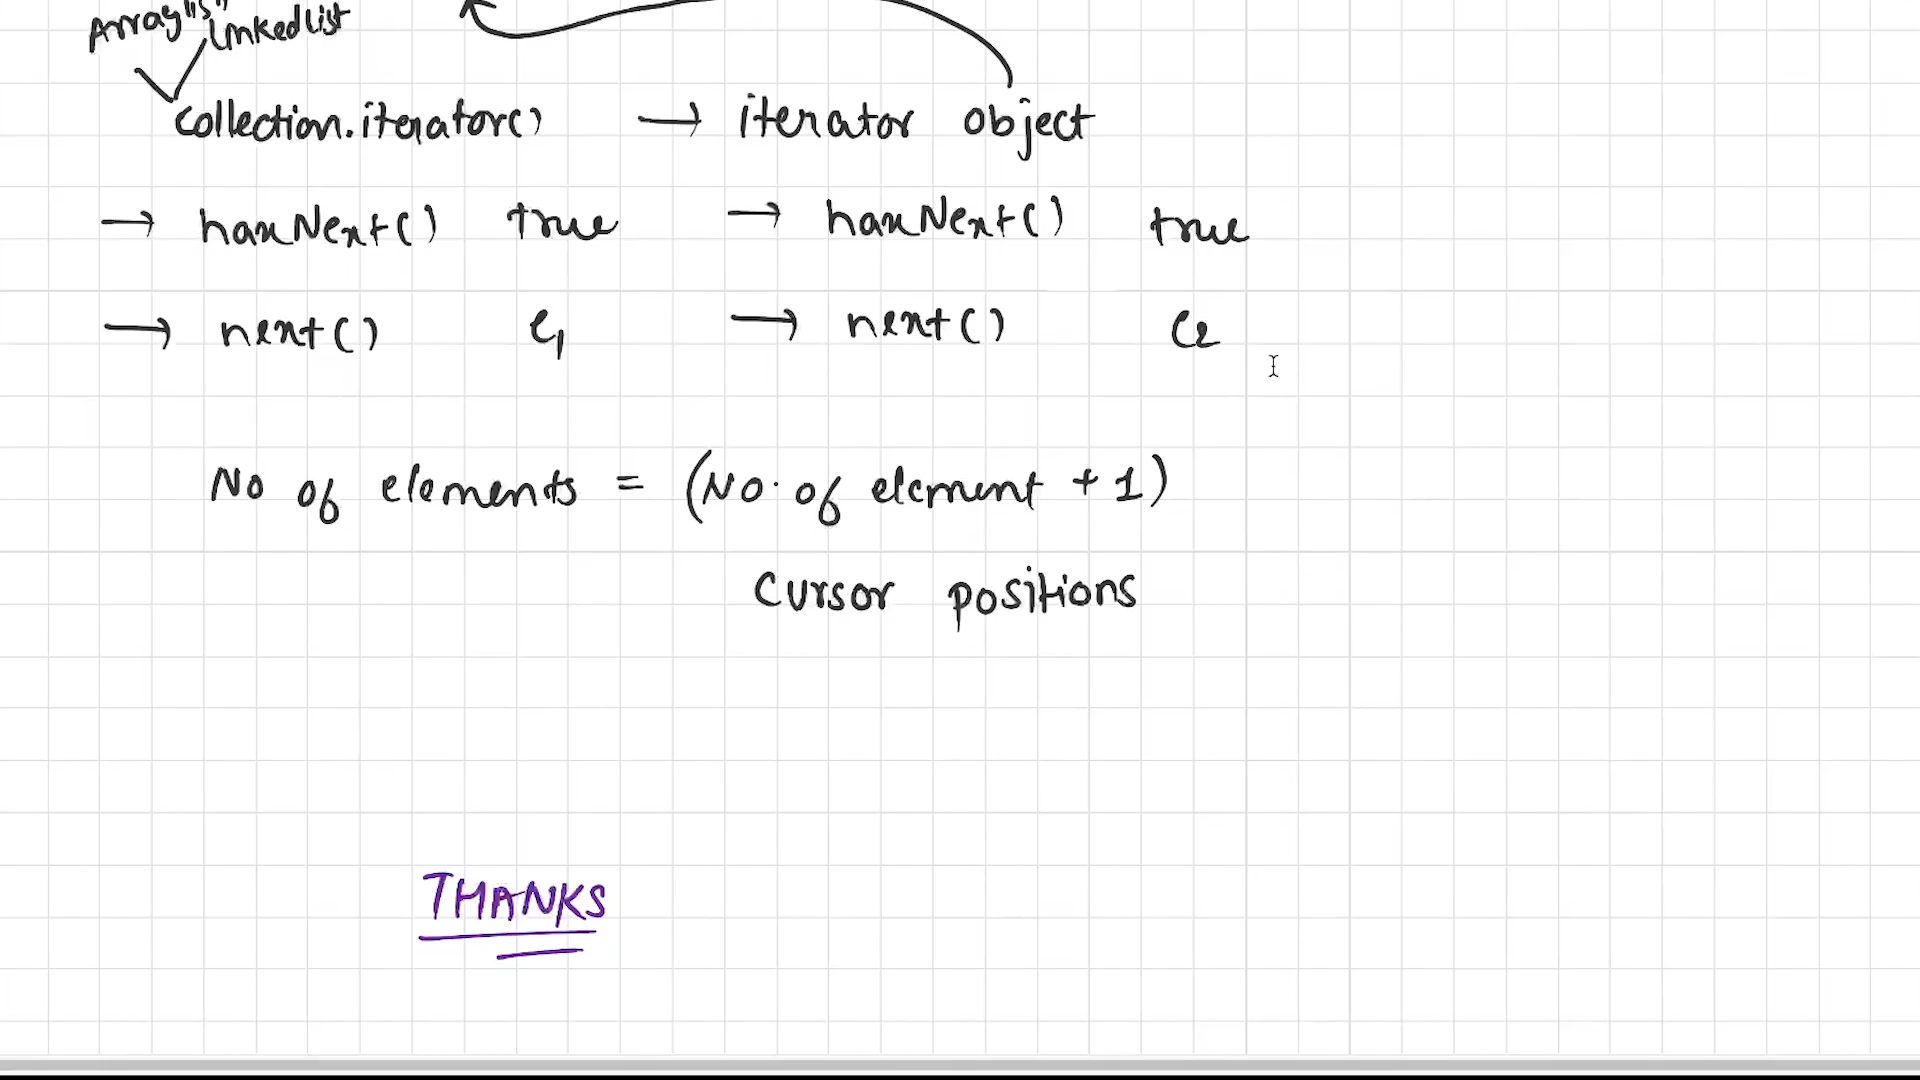 Array LinkedList
collection.iterator() → iterator object
→ hasNext() true → hasNext() true
→ next() e1 → next() e2
No of elements = (No. of element + 1)
Cursor positions
THANKS